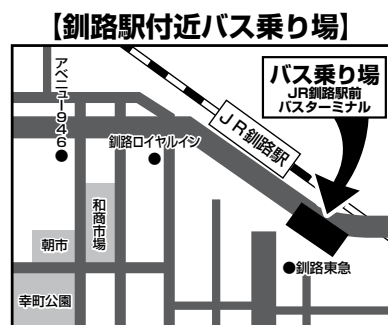 【釧路駅付近バス乗り場】
バス乗り場
JR釧路駅前
バスターミナル
アベニュー946
釧路ロイヤルイン
JR釧路駅
和商市場
朝市
釧路東急
幸町公園